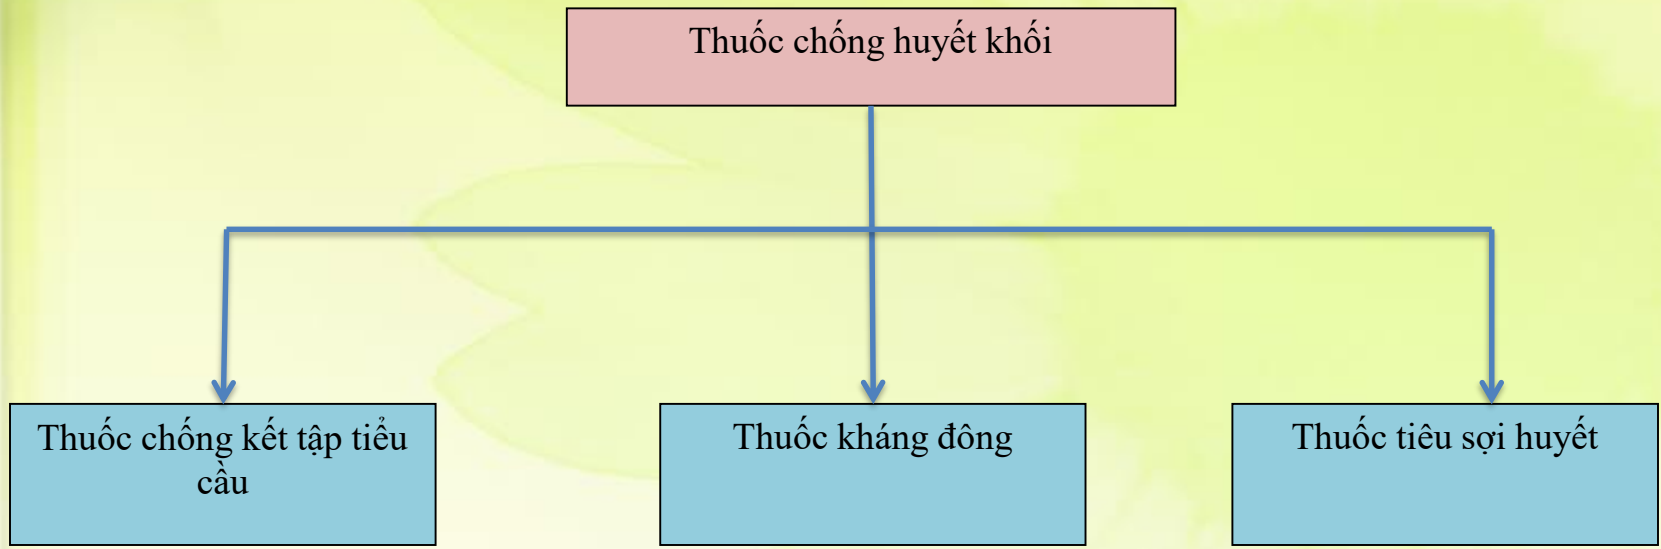 Thuốc chống huyết khối
Thuốc chống kết tập tiểu
cầu
Thuốc kháng đông
Thuốc tiêu sợi huyết